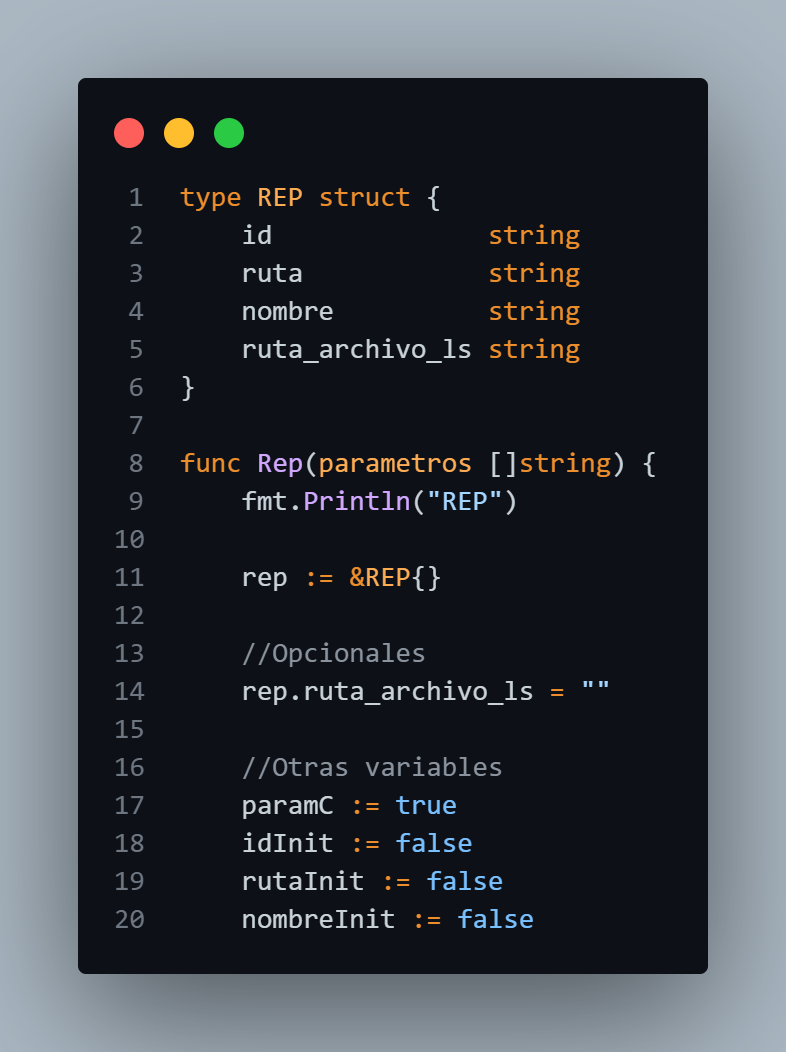 1 type REP struct {
2     id              string
3     ruta            string
4     nombre          string
5     ruta_archivo_ls string
6 }
7
8 func Rep(parametros []string) {
9     fmt.Println("REP")
10
11     rep := &REP{}
12
13     //Opcionales
14     rep.ruta_archivo_ls = ""
15
16     //Otras variables
17     paramC := true
18     idInit := false
19     rutaInit := false
20     nombreInit := false